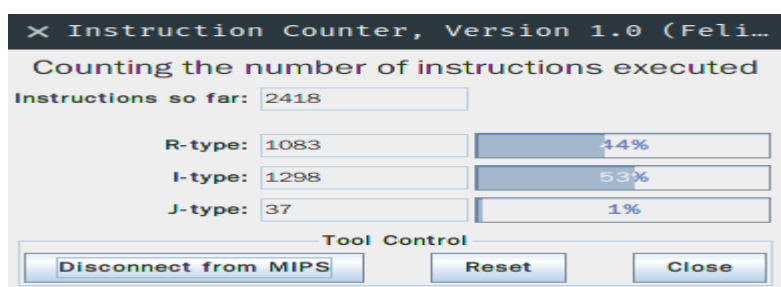 × Instruction Counter, Version 1.0 (Feli…
Counting the number of instructions executed
Instructions so far: 2418
R-type: 1083 44%
I-type: 1298 53%
J-type: 37 1%
Tool Control
Disconnect from MIPS Reset Close